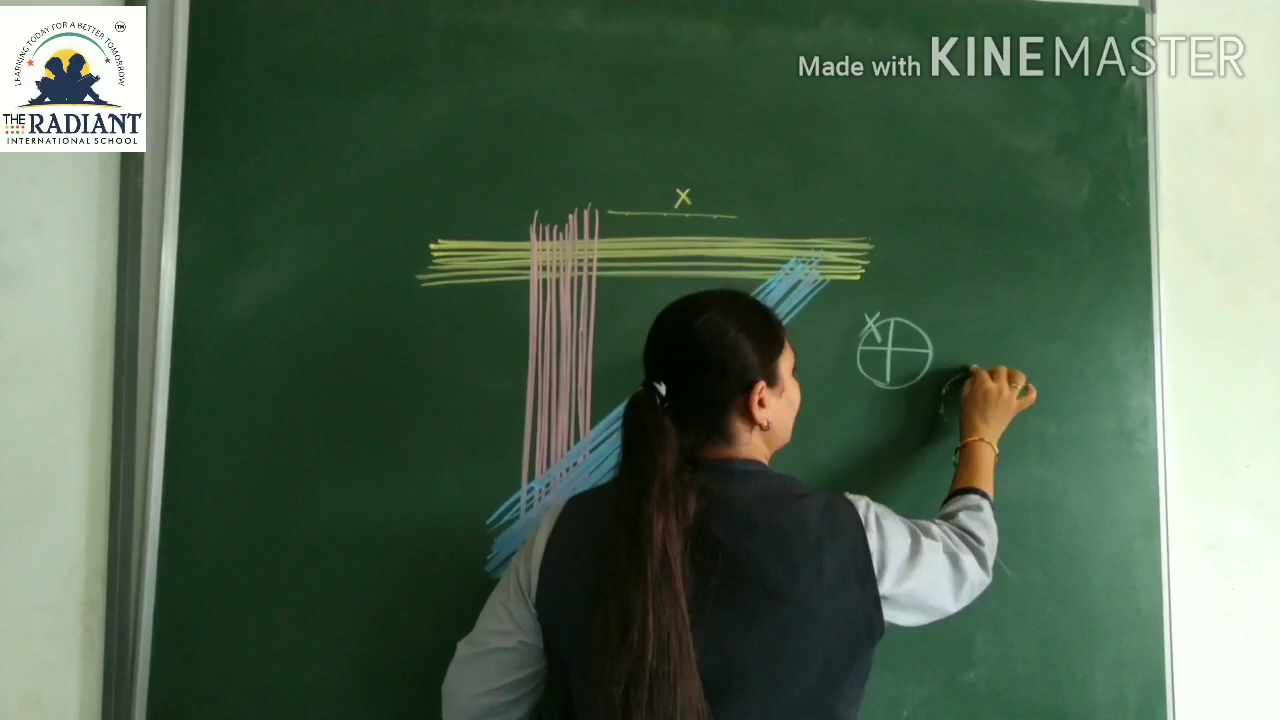 LEARNING TODAY FOR A BETTER TOMORROW
TM
THE RADIANT
INTERNATIONAL SCHOOL
Made with KINEMASTER
X
X